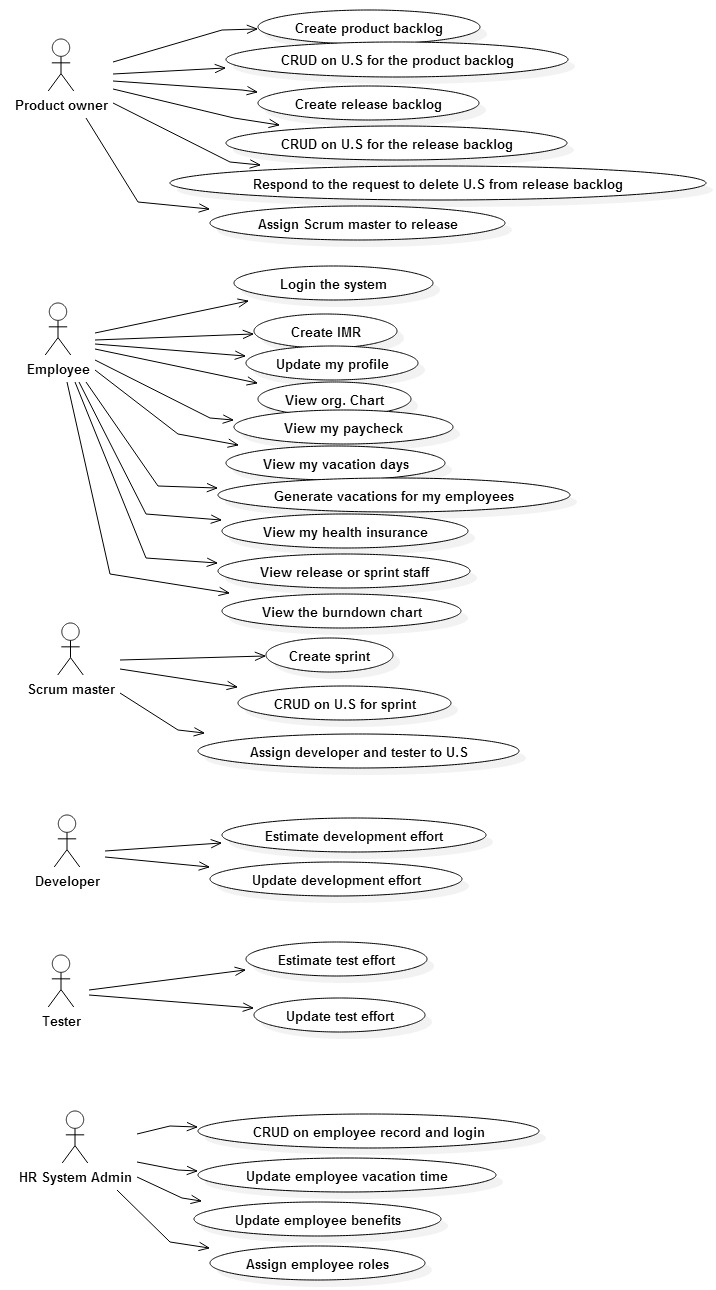 Create product backlog
CRUD on U.S for the product backlog
Product owner
Create release backlog
CRUD on U.S for the release backlog
Respond to the request to delete U.S from release backlog
Assign Scrum master to release
Login the system
Create IMR
Update my profile
Employee
View org. Chart
View my paycheck
View my vacation days
Generate vacations for my employees
View my health insurance
View release or sprint staff
View the burndown chart
Create sprint
Scrum master
CRUD on U.S for sprint
Assign developer and tester to U.S
Estimate development effort
Developer
Update development effort
Estimate test effort
Update test effort
Tester
CRUD on employee record and login
HR System Admin
Update employee vacation time
Update employee benefits
Assign employee roles